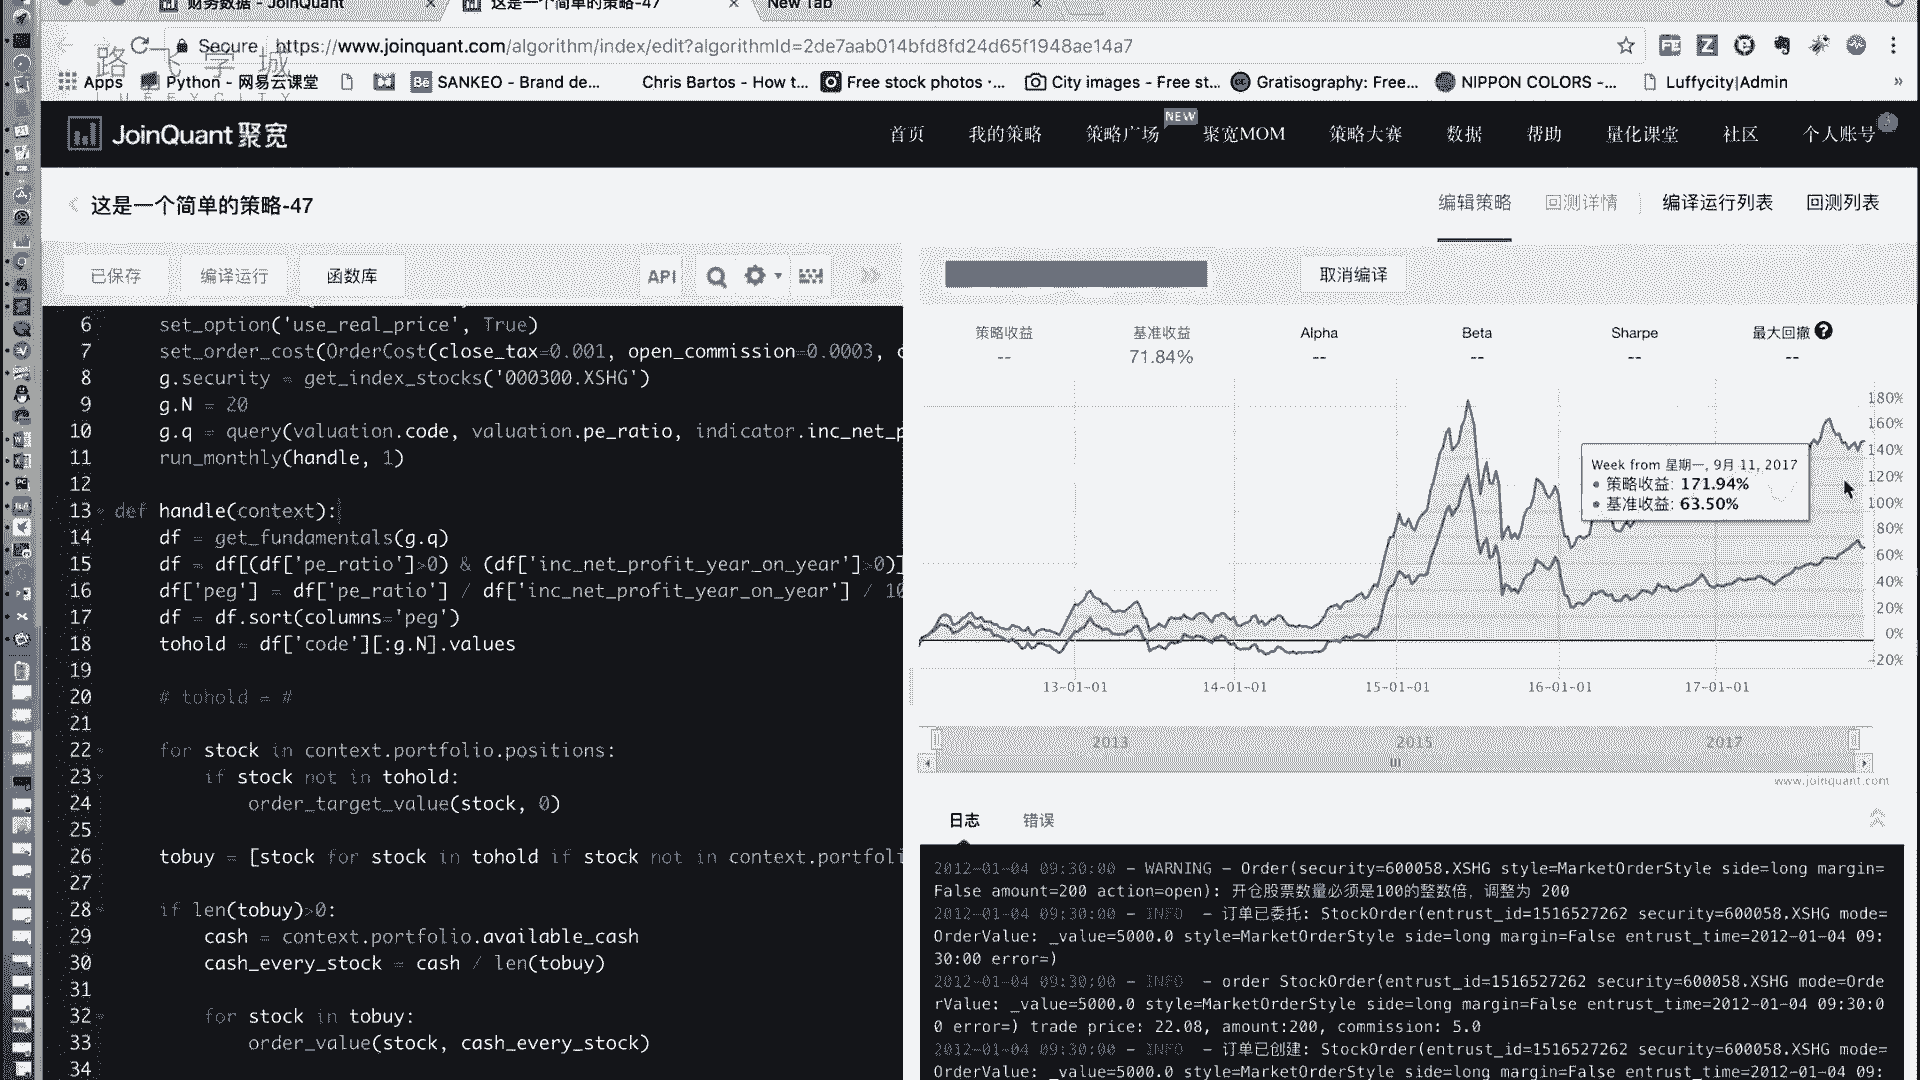 财务数据 - JoinQuant
这是一个简单的策略-47
New Tab
Secure
https://www.joinquant.com/algorithm/index/edit?algorithmId=2de7aab014bfd8fd24d65f1948ae14a7
路飞学城
LUFFYCITY
Apps
Python - 网易云课堂
SANKEO - Brand de...
Chris Bartos - How t...
Free stock photos ·...
City images - Free st...
Gratisography: Free...
NIPPON COLORS -...
Luffycity|Admin
»
JoinQuant 聚宽
首页
我的策略
策略广场
NEW
聚宽MOM
策略大赛
数据
帮助
量化课堂
社区
个人账号
这是一个简单的策略-47
编辑策略
回测详情
编译运行列表
回测列表
已保存
编译运行
函数库
API
取消编译
6 set_option('use_real_price', True)
7 set_order_cost(OrderCost(close_tax=0.001, open_commission=0.0003, c
8 g.security = get_index_stocks('000300.XSHG')
9 g.N = 20
10 g.q = query(valuation.code, valuation.pe_ratio, indicator.inc_net_p
11 run_monthly(handle, 1)
12
13 def handle(context):
14 df = get_fundamentals(g.q)
15 df = df[(df['pe_ratio']>0) & (df['inc_net_profit_year_on_year']>0)]
16 df['peg'] = df['pe_ratio'] / df['inc_net_profit_year_on_year'] / 10
17 df = df.sort(columns='peg')
18 tohold = df['code'][:g.N].values
19
20 # tohold = #
21
22 for stock in context.portfolio.positions:
23 if stock not in tohold:
24 order_target_value(stock, 0)
25
26 tobuy = [stock for stock in tohold if stock not in context.portfoli
27
28 if len(tobuy)>0:
29 cash = context.portfolio.available_cash
30 cash_every_stock = cash / len(tobuy)
31
32 for stock in tobuy:
33 order_value(stock, cash_every_stock)
34
策略收益
--
基准收益
71.84%
Alpha
--
Beta
--
Sharpe
--
最大回撤
--
180%
160%
140%
120%
100%
80%
60%
40%
20%
0%
-20%
Week from 星期一, 9月 11, 2017
● 策略收益: 171.94%
● 基准收益: 63.50%
13-01-01
14-01-01
15-01-01
16-01-01
17-01-01
2013
2015
2017
www.joinquant.com
日志
错误
2012-01-04 09:30:00 - WARNING - Order(security=600058.XSHG style=MarketOrderStyle side=long margin=
False amount=200 action=open): 开仓股票数量必须是100的整数倍，调整为 200
2012-01-04 09:30:00 - INFO - 订单已委托: StockOrder(entrust_id=1516527262 security=600058.XSHG mode=
OrderValue: _value=5000.0 style=MarketOrderStyle side=long margin=False entrust_time=2012-01-04 09:
30:00 error=)
2012-01-04 09:30:00 - INFO - order StockOrder(entrust_id=1516527262 security=600058.XSHG mode=Orde
rValue: _value=5000.0 style=MarketOrderStyle side=long margin=False entrust_time=2012-01-04 09:30:0
0 error=) trade price: 22.08, amount:200, commission: 5.0
2012-01-04 09:30:00 - INFO - 订单已创建: StockOrder(entrust_id=1516527262 security=600058.XSHG mode=
OrderValue: _value=5000.0 style=MarketOrderStyle side=long margin=False entrust_time=2012-01-04 09: